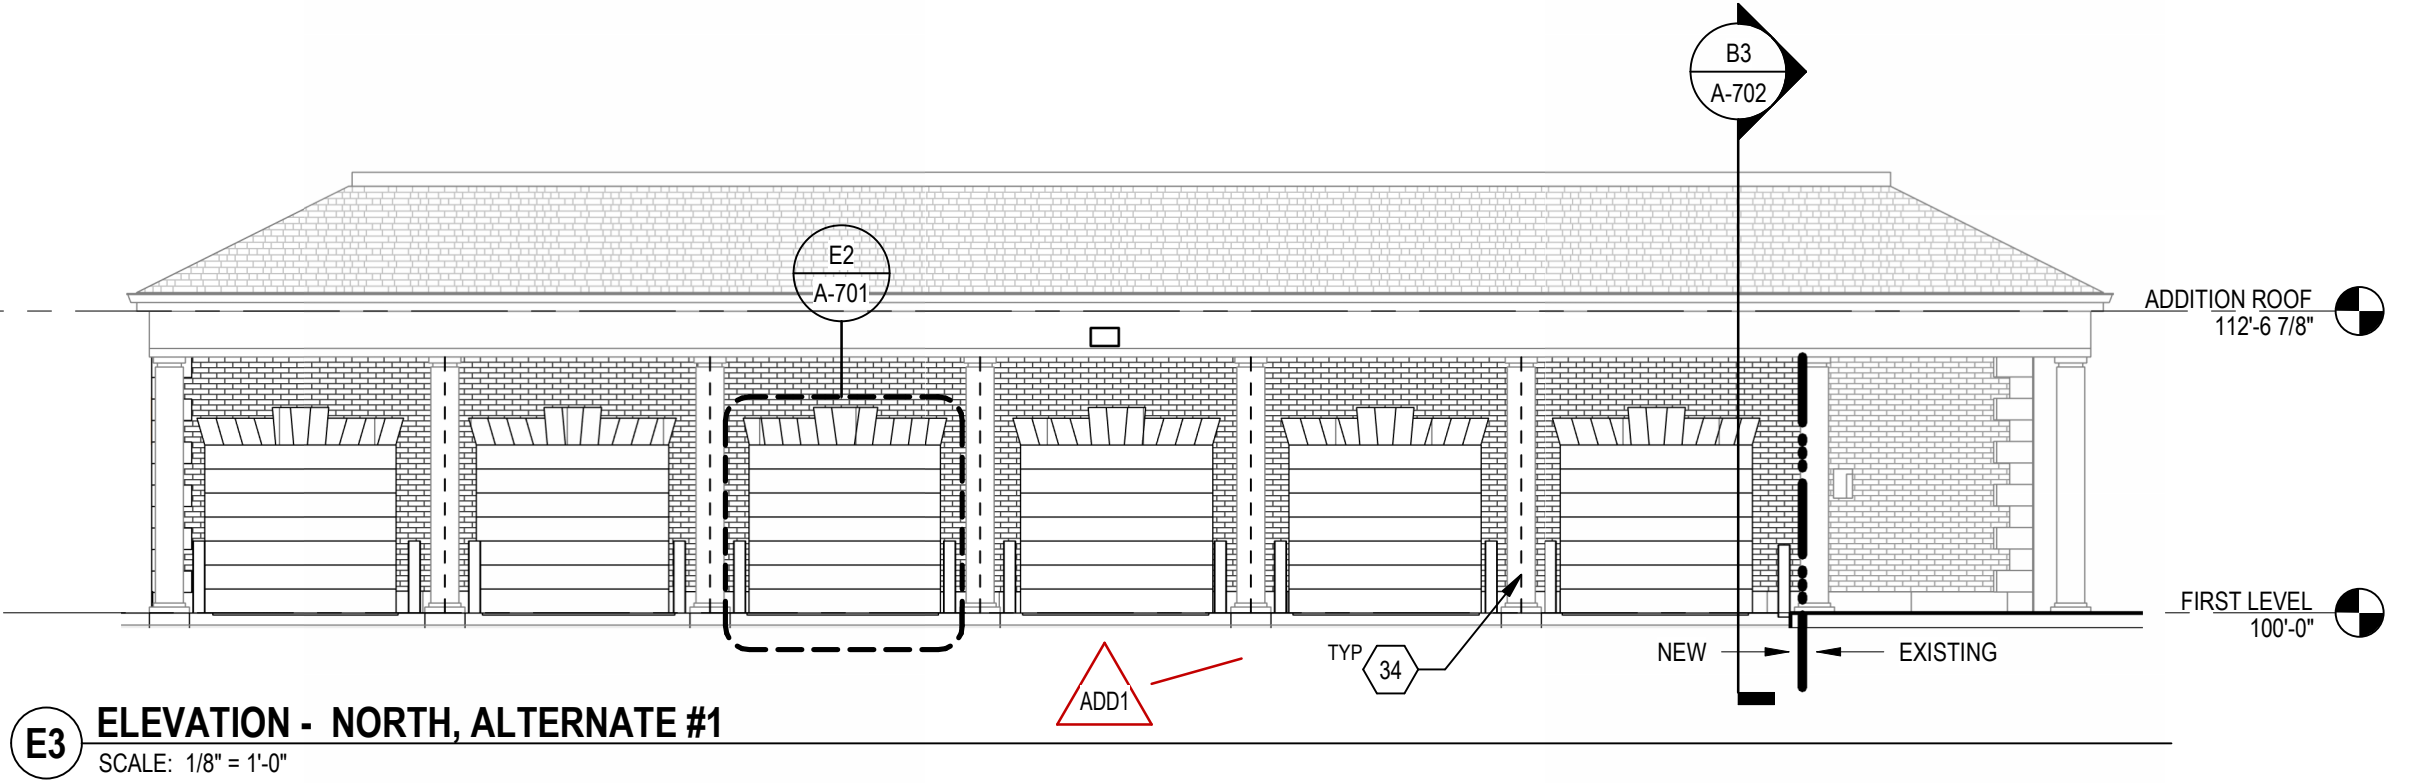 B3
A-702
E2
A-701
ADDITION ROOF
112'-6 7/8"
FIRST LEVEL
100'-0"
TYP
34
NEW
EXISTING
ADD1
E3
ELEVATION - NORTH, ALTERNATE #1
SCALE: 1/8" = 1'-0"